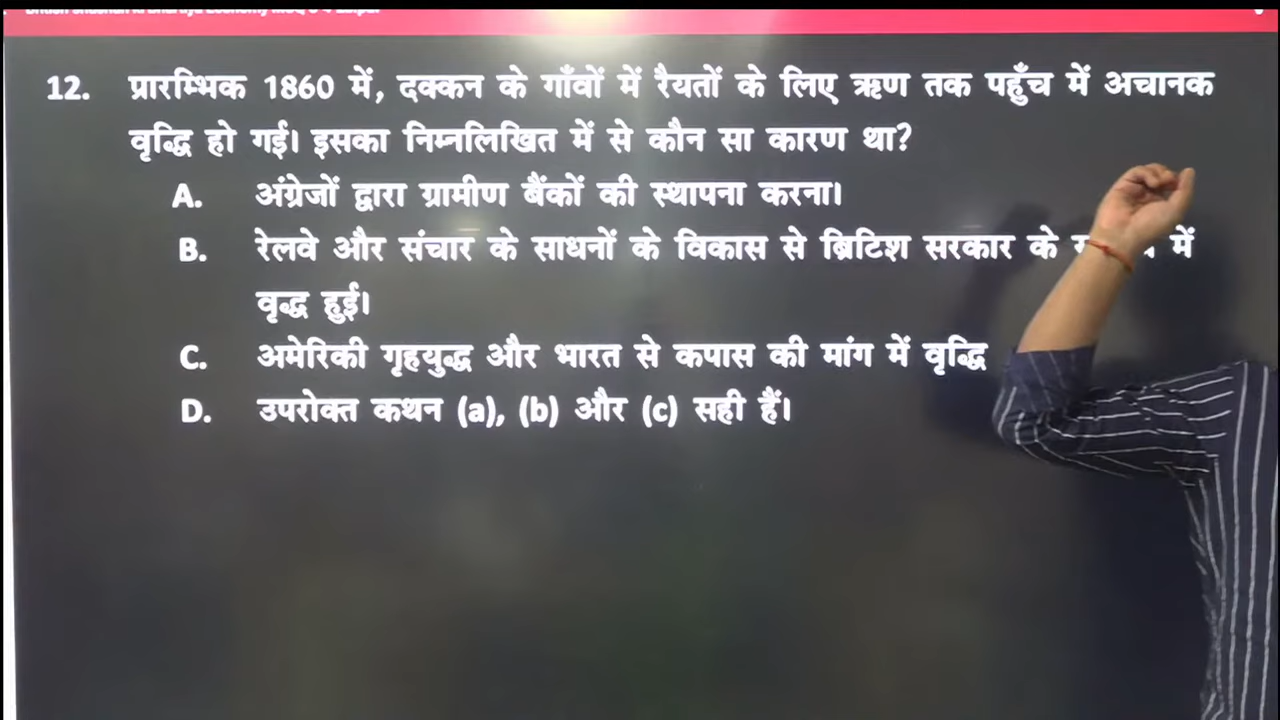 12. प्रारम्भिक 1860 में, दक्कन के गाँवों में रैयतों के लिए ऋण तक पहुँच में अचानक
वृद्धि हो गई। इसका निम्नलिखित में से कौन सा कारण था?
A. अंग्रेजों द्वारा ग्रामीण बैंकों की स्थापना करना।
B. रेलवे और संचार के साधनों के विकास से ब्रिटिश सरकार के में
वृद्ध हुई।
C. अमेरिकी गृहयुद्ध और भारत से कपास की मांग में वृद्धि
D. उपरोक्त कथन (a), (b) और (c) सही हैं।